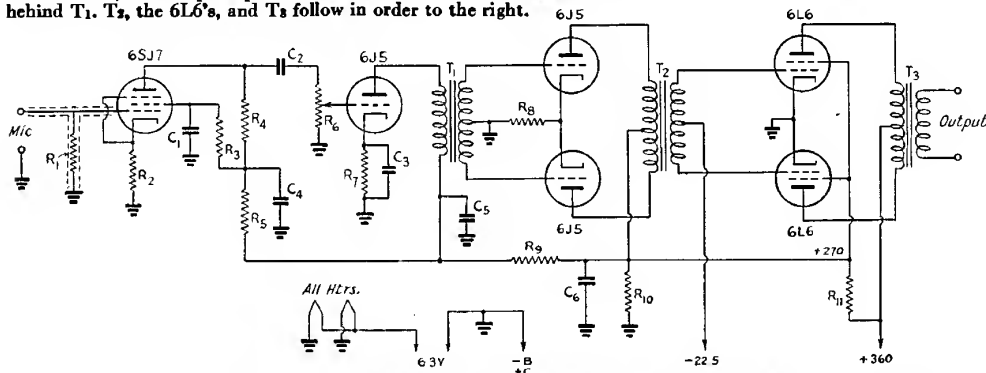 behind T₁. T₂, the 6L6's, and T₃ follow in order to the right.
6J5
6L6
6SJ7
C₂
6J5
T₁
T₂
T₃
Mic
R₁
R₂
C₁
R₃
R₄
R₆
R₈
Output
C₄
R₇
C₃
R₅
C₅
6J5
6L6
R₉
+270
All Htrs.
C₆
R₁₀
R₁₁
6.3V
-B
+C
-22.5
+360